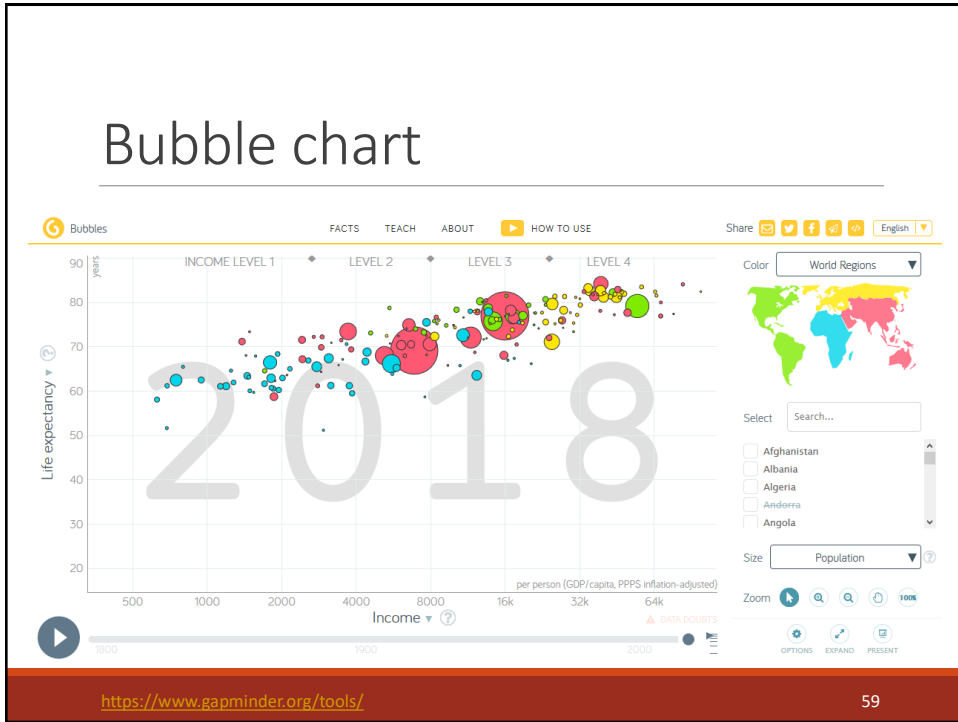 Bubble chart
Bubbles FACTS TEACH ABOUT HOW TO USE Share English ▼
90 years INCOME LEVEL 1 LEVEL 2 LEVEL 3 LEVEL 4
80
70
60
50
40
30
20
Life expectancy ▼ ?
2018
per person (GDP/capita, PPP$ inflation-adjusted)
500 1000 2000 4000 8000 16k 32k 64k
Income ▼ ?
DATA DOUBTS
1800 1900 2000
Color World Regions ▼
Select Search...
Afghanistan
Albania
Algeria
Andorra
Angola
Size Population ▼ ?
Zoom 100%
OPTIONS EXPAND PRESENT
https://www.gapminder.org/tools/ 59